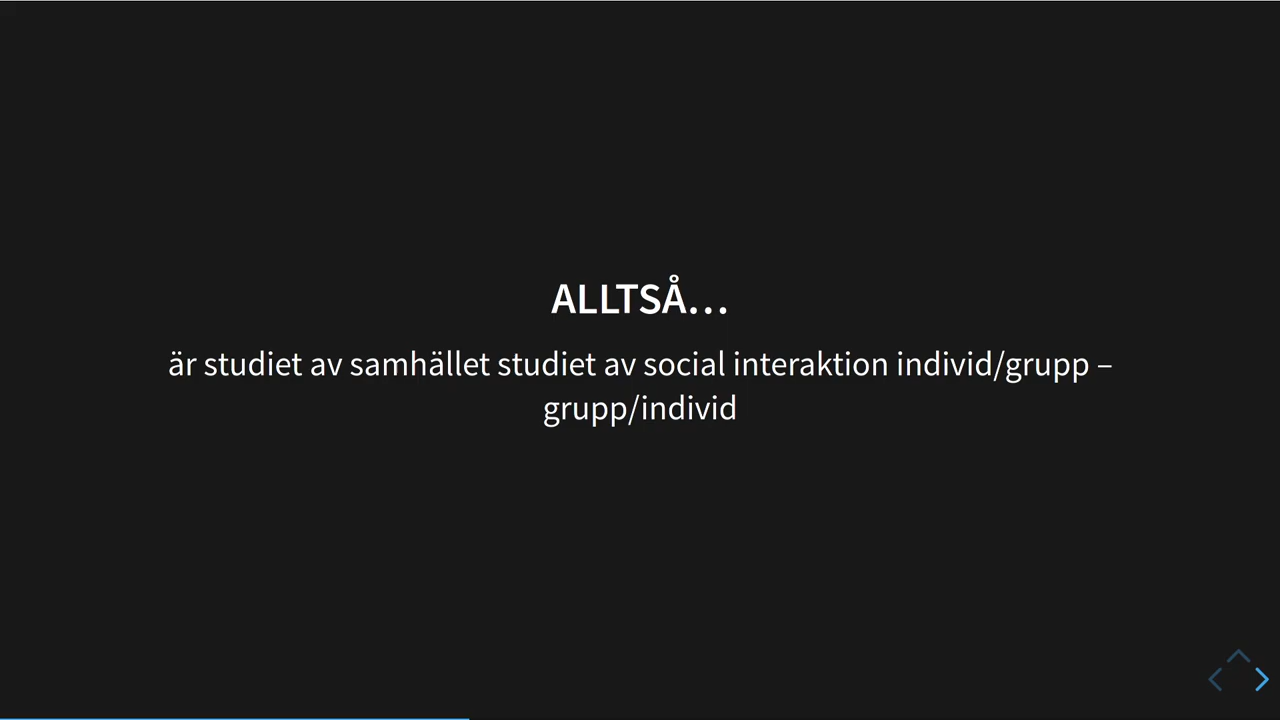 ALLTSÅ…
är studiet av samhället studiet av social interaktion individ/grupp –
grupp/individ